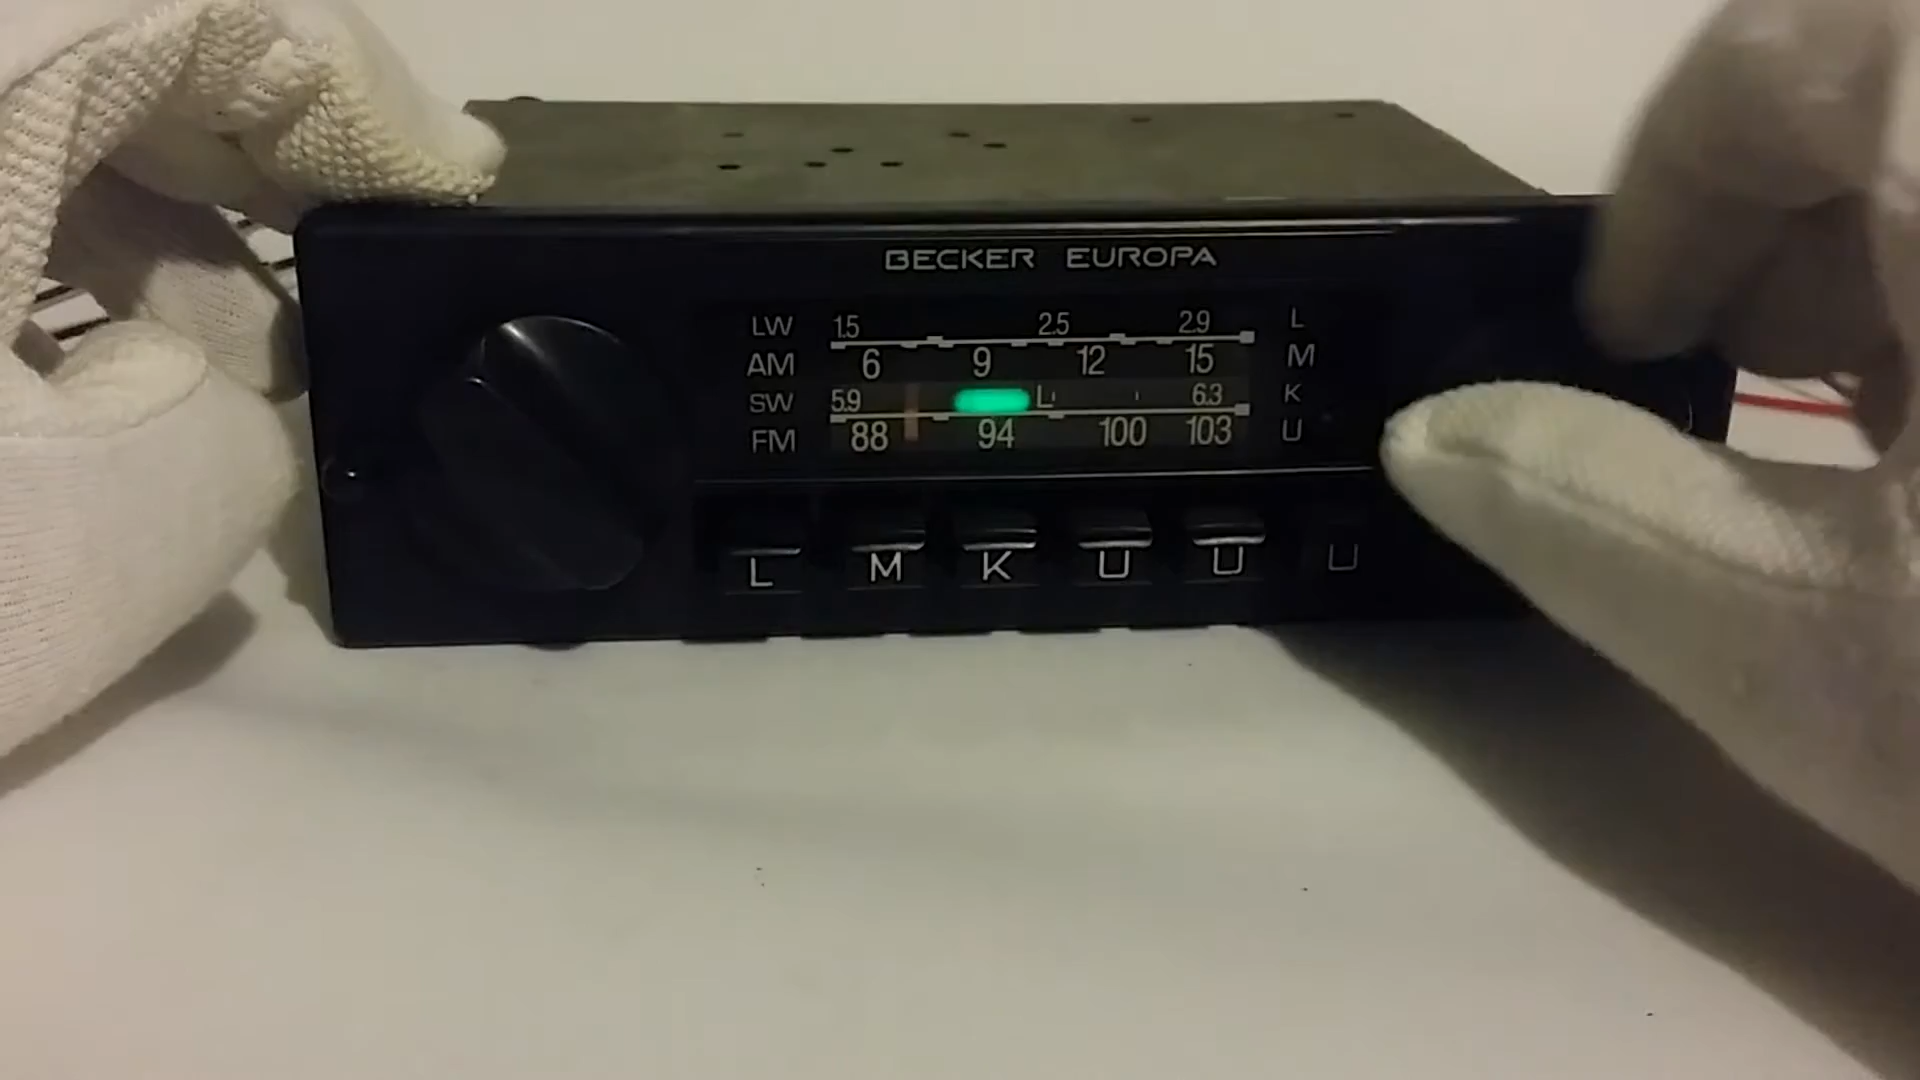 BECKER EUROPA
LW 1.5 2.5 2.9 L
AM 6 9 12 15 M
SW 5.9 L 6.3 K
FM 88 94 100 103 U
L M K U U U